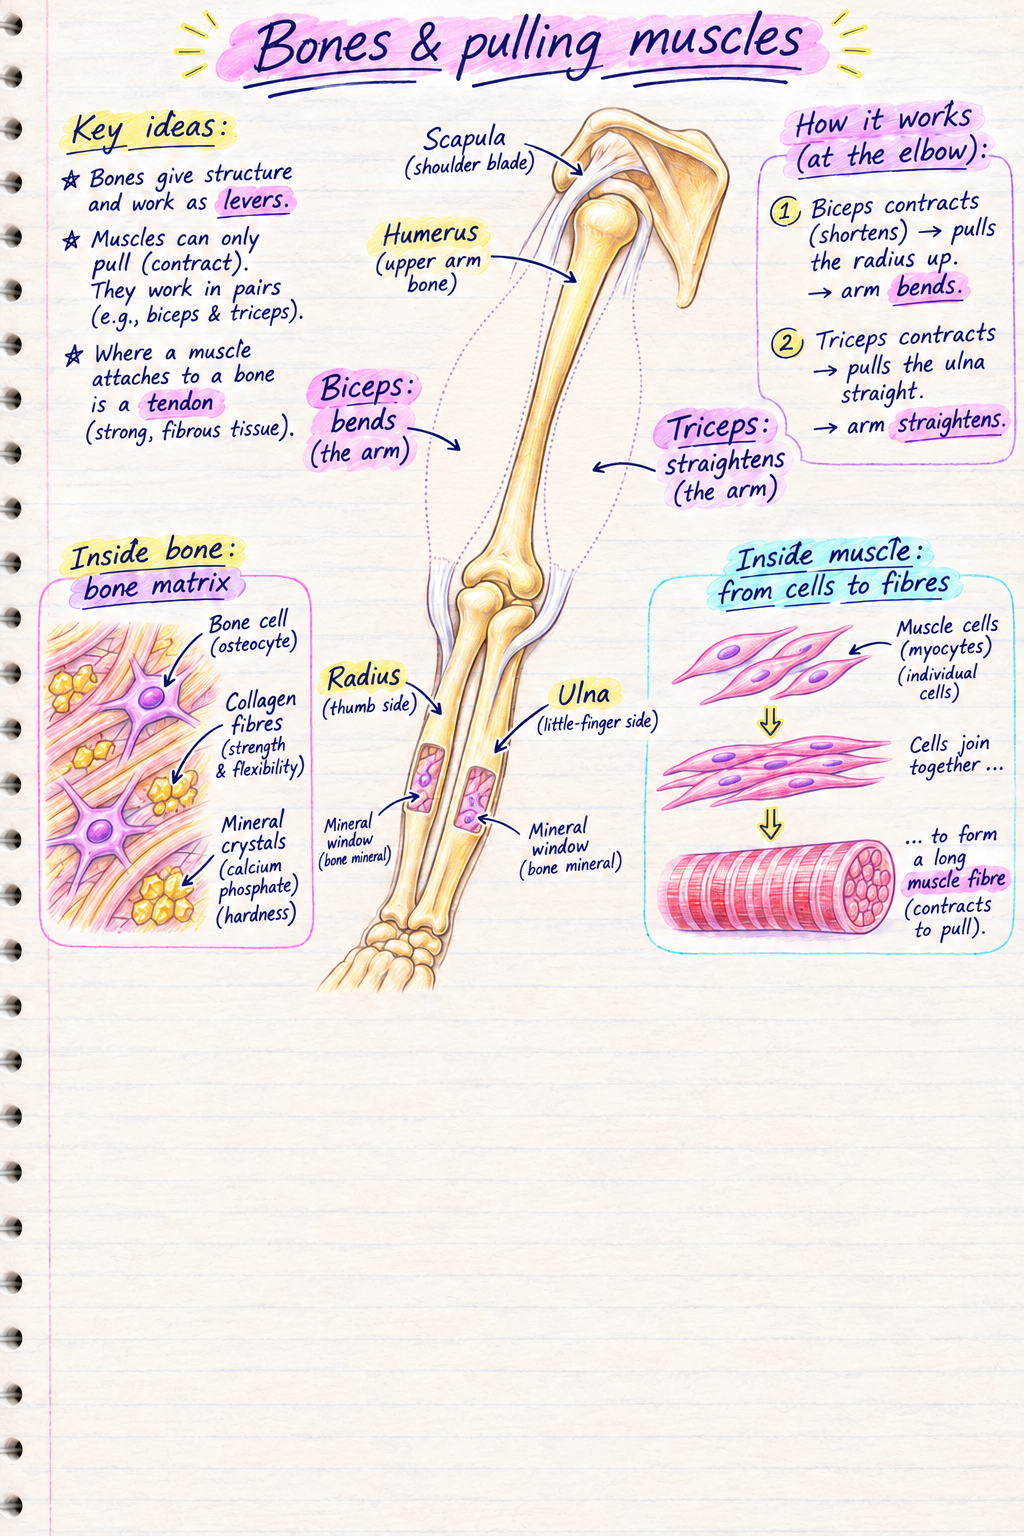 Bones & pulling muscles
Key ideas:
☆ Bones give structure
and work as levers.
☆ Muscles can only
pull (contract).
They work in pairs
(e.g., biceps & triceps).
☆ Where a muscle
attaches to a bone
is a tendon
(strong, fibrous tissue).
Scapula
(shoulder blade)
Humerus
(upper arm
bone)
Biceps:
bends
(the arm)
Triceps:
straightens
(the arm)
How it works
(at the elbow):
1 Biceps contracts
(shortens) → pulls
the radius up.
→ arm bends.
2 Triceps contracts
→ pulls the ulna
straight.
→ arm straightens.
Inside bone:
bone matrix
Bone cell
(osteocyte)
Collagen
fibres
(strength
& flexibility)
Mineral
crystals
(calcium
phosphate)
(hardness)
Radius
(thumb side)
Ulna
(little-finger side)
Mineral
window
(bone mineral)
Mineral
window
(bone mineral)
Inside muscle:
from cells to fibres
Muscle cells
(myocytes)
(individual
cells)
Cells join
together ...
... to form
a long
muscle fibre
(contracts
to pull).